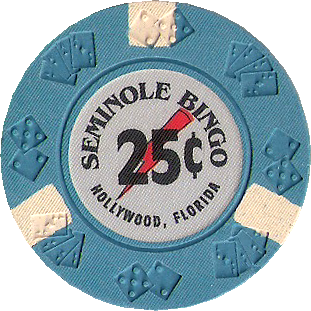 SEMINOLE BINGO
25¢
HOLLYWOOD, FLORIDA